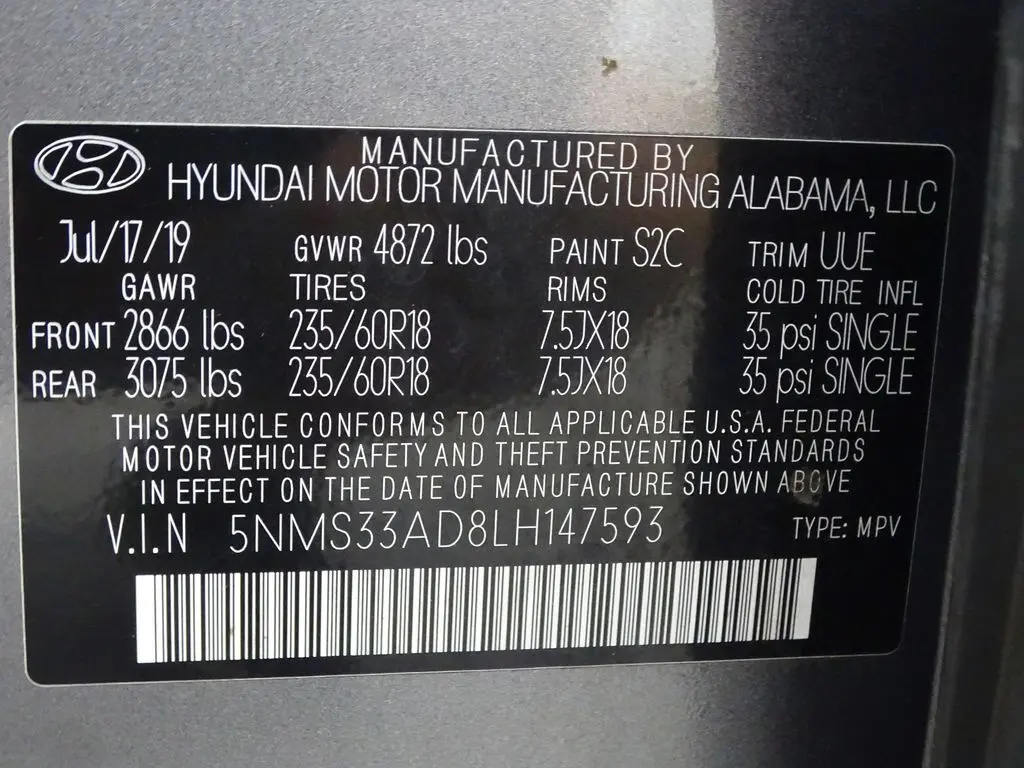 MANUFACTURED BY
HYUNDAI MOTOR MANUFACTURING ALABAMA, LLC
Jul/17/19 GVWR 4872 lbs PAINT S2C TRIM UUE
GAWR TIRES RIMS COLD TIRE INFL
FRONT 2866 lbs 235/60R18 7.5JX18 35 psi SINGLE
REAR 3075 lbs 235/60R18 7.5JX18 35 psi SINGLE
THIS VEHICLE CONFORMS TO ALL APPLICABLE U.S.A. FEDERAL
MOTOR VEHICLE SAFETY AND THEFT PREVENTION STANDARDS
IN EFFECT ON THE DATE OF MANUFACTURE SHOWN ABOVE
V.I.N 5NMS33AD8LH147593 TYPE: MPV